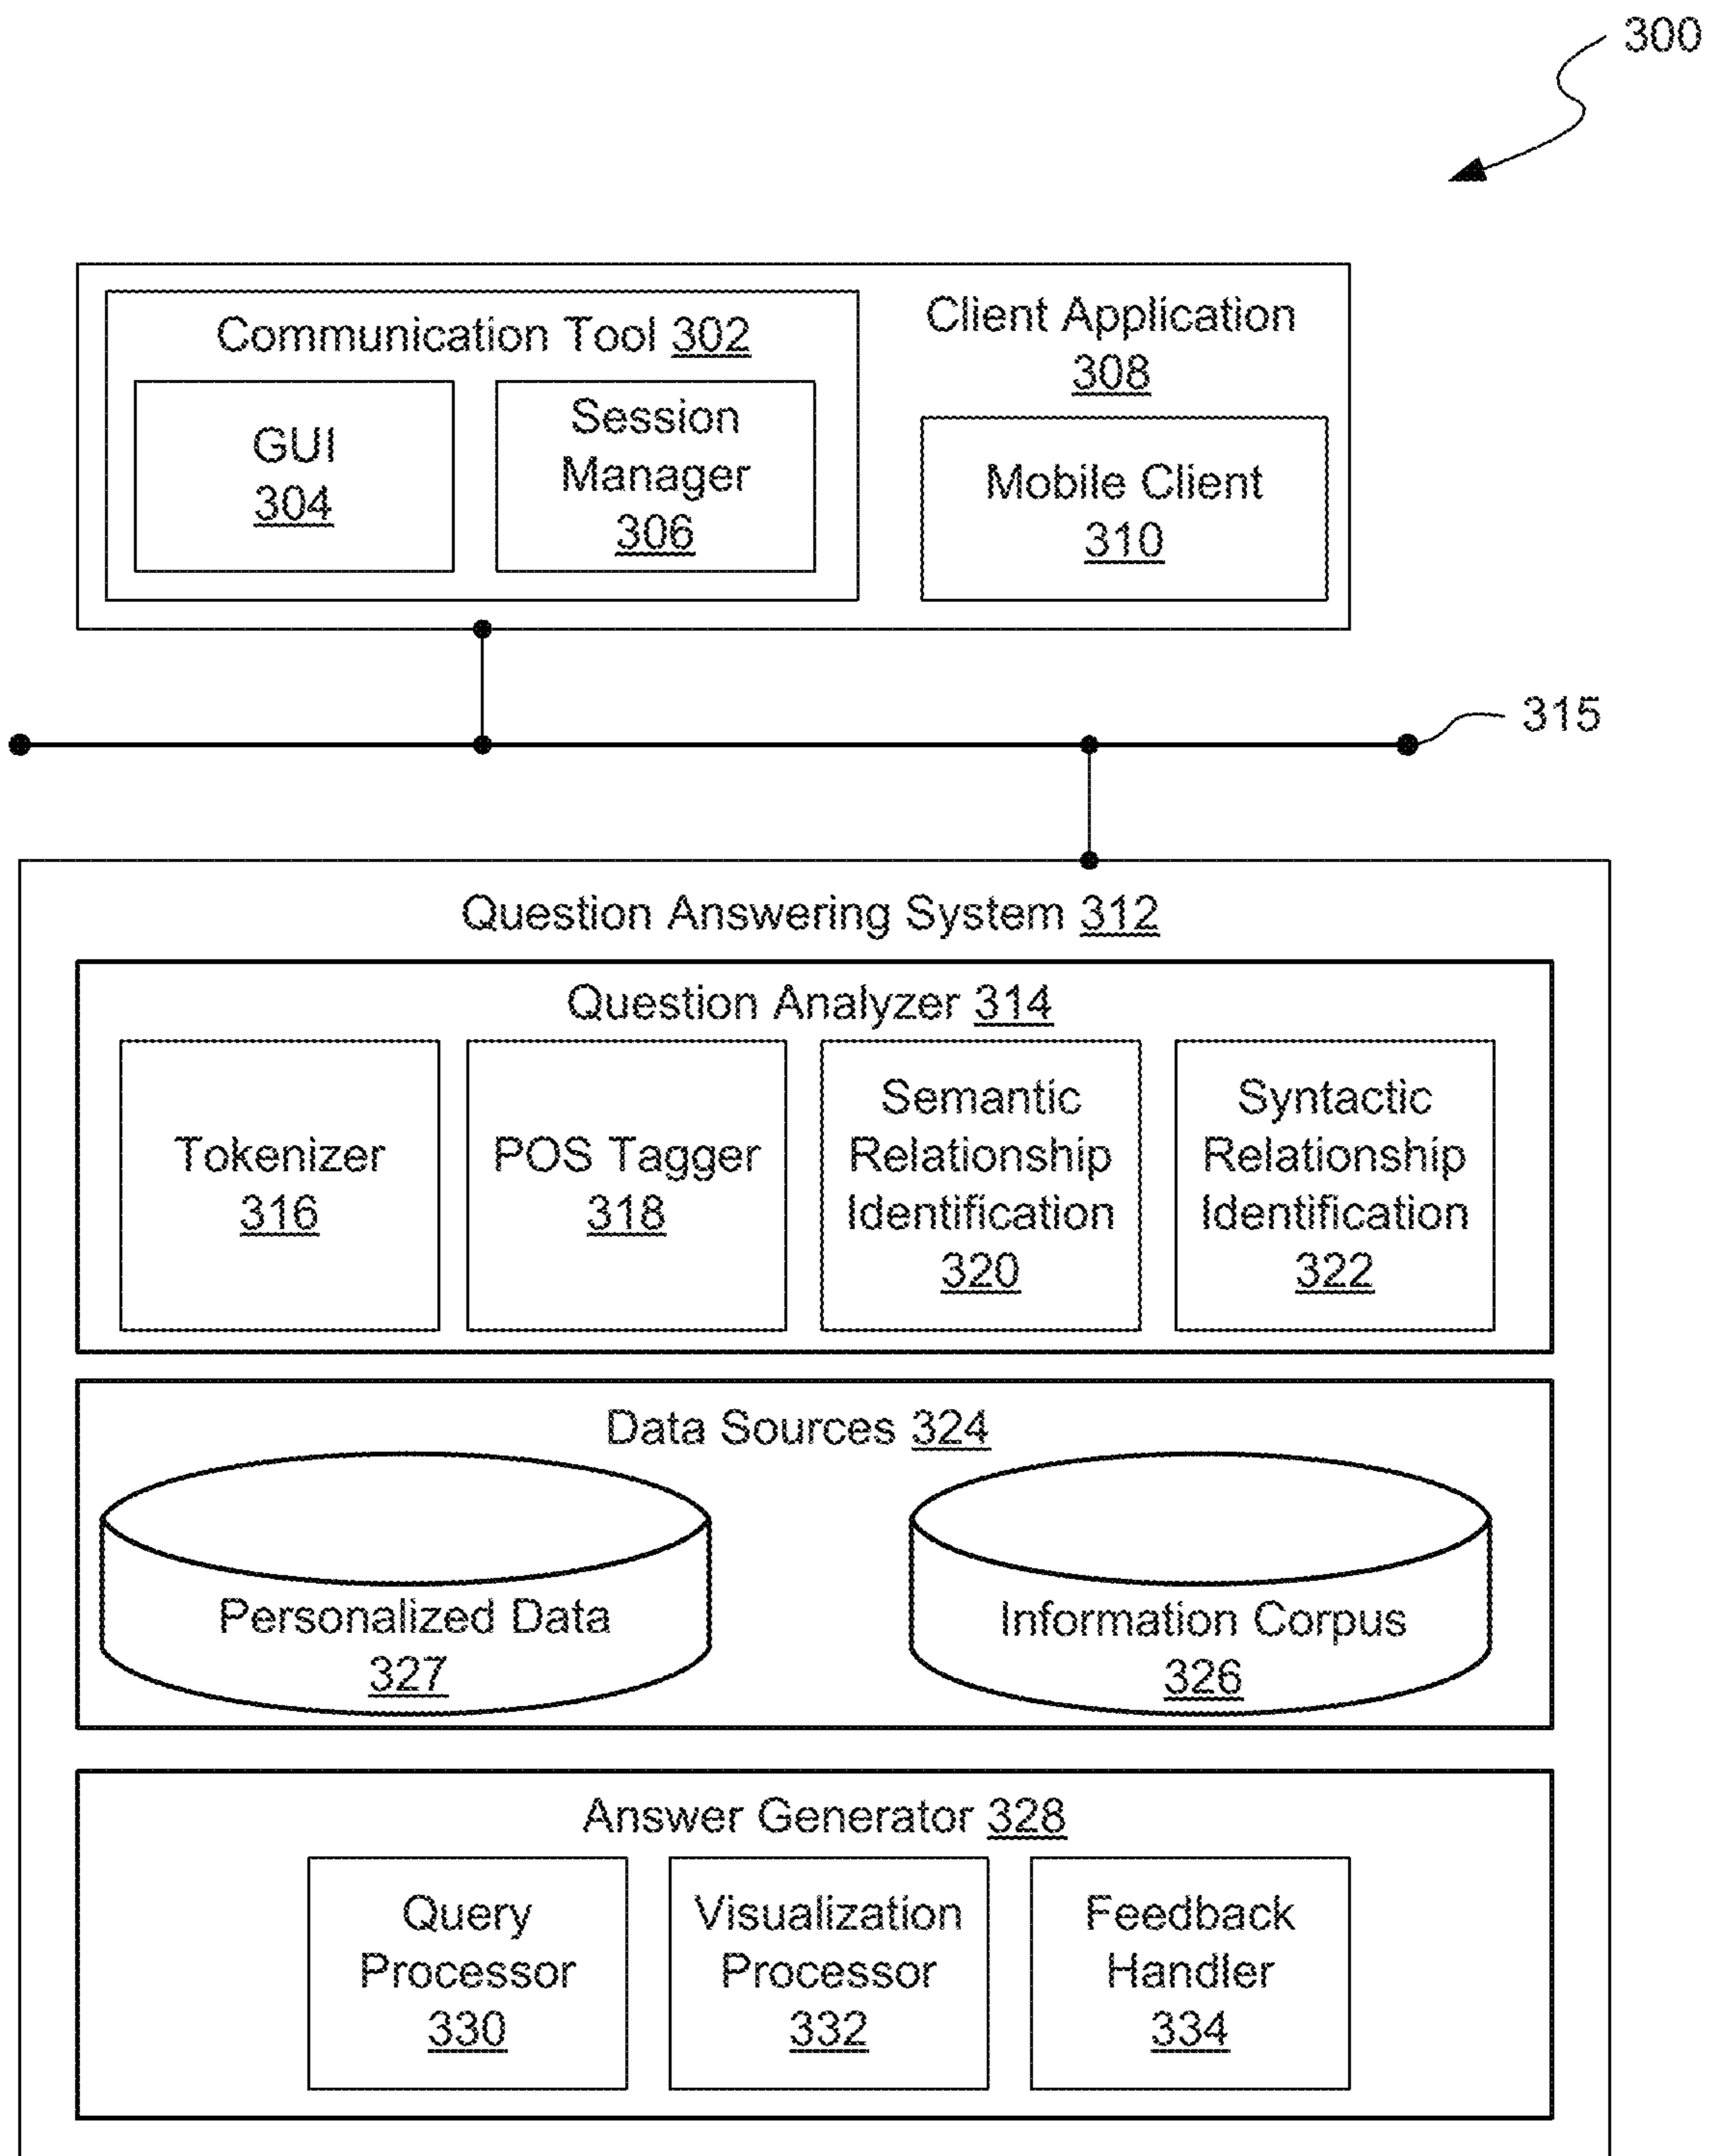 300
Communication Tool 302
GUI
304
Session
Manager
306
Client Application
308
Mobile Client
310
315
Question Answering System 312
Question Analyzer 314
Tokenizer
316
POS Tagger
318
Semantic
Relationship
Identification
320
Syntactic
Relationship
Identification
322
Data Sources 324
Personalized Data
327
Information Corpus
326
Answer Generator 328
Query
Processor
330
Visualization
Processor
332
Feedback
Handler
334